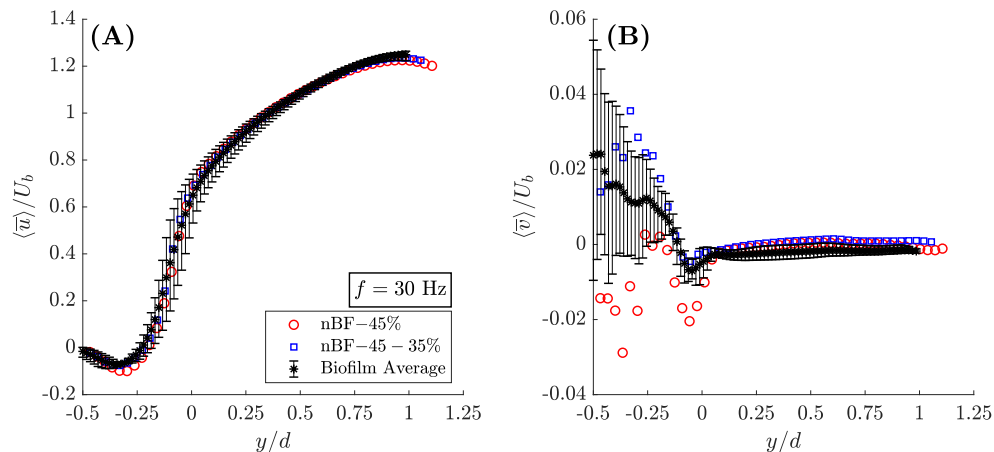 (A)
1.4
1.2
1
0.8
0.6
0.4
0.2
0
-0.2
⟨u̅⟩/U_b
-0.5 -0.25 0 0.25 0.5 0.75 1 1.25
y/d
f = 30 Hz
nBF−45%
nBF−45 − 35%
Biofilm Average
(B)
0.06
0.04
0.02
0
-0.02
-0.04
⟨v̅⟩/U_b
-0.5 -0.25 0 0.25 0.5 0.75 1 1.25
y/d